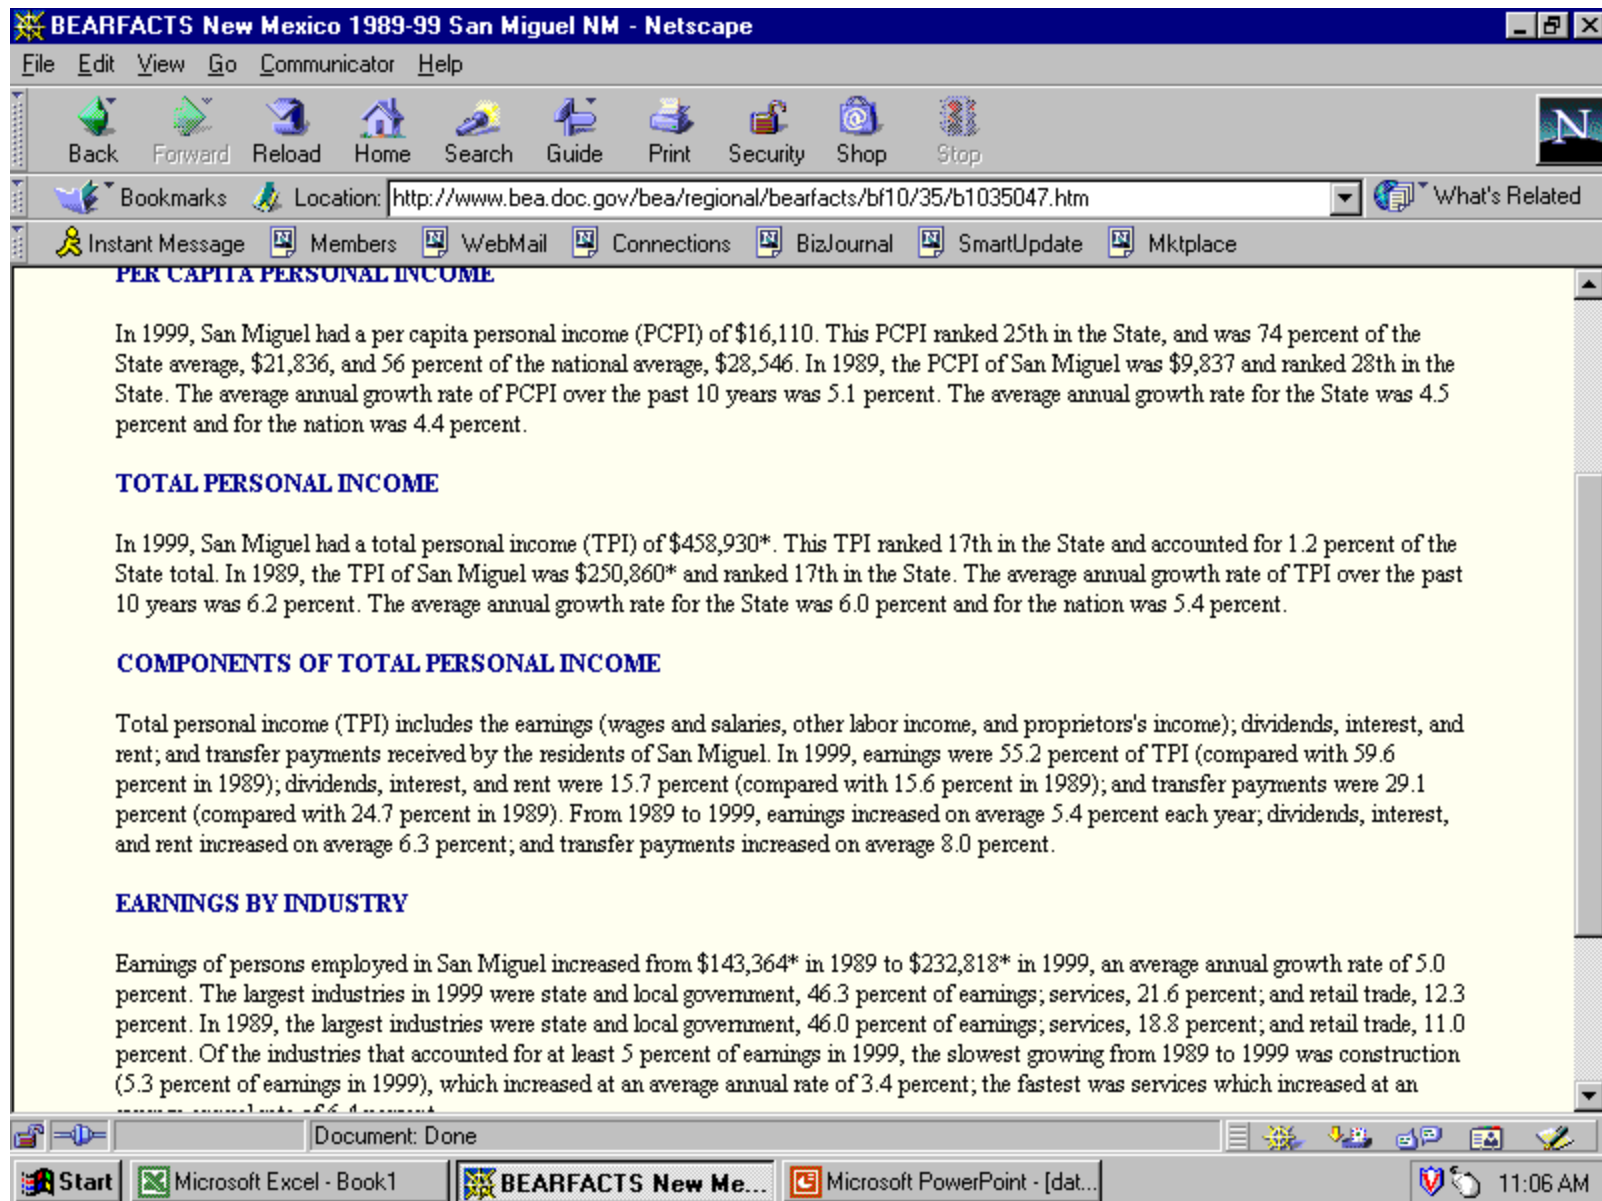 BEARFACTS New Mexico 1989-99 San Miguel NM - Netscape
File Edit View Go Communicator Help
Back Forward Reload Home Search Guide Print Security Shop Stop
N
Bookmarks Location: http://www.bea.doc.gov/bea/regional/bearfacts/bf10/35/b1035047.htm What's Related
Instant Message Members WebMail Connections BizJournal SmartUpdate Mktplace
PER CAPITA PERSONAL INCOME
In 1999, San Miguel had a per capita personal income (PCPI) of $16,110. This PCPI ranked 25th in the State, and was 74 percent of the
State average, $21,836, and 56 percent of the national average, $28,546. In 1989, the PCPI of San Miguel was $9,837 and ranked 28th in the
State. The average annual growth rate of PCPI over the past 10 years was 5.1 percent. The average annual growth rate for the State was 4.5
percent and for the nation was 4.4 percent.
TOTAL PERSONAL INCOME
In 1999, San Miguel had a total personal income (TPI) of $458,930*. This TPI ranked 17th in the State and accounted for 1.2 percent of the
State total. In 1989, the TPI of San Miguel was $250,860* and ranked 17th in the State. The average annual growth rate of TPI over the past
10 years was 6.2 percent. The average annual growth rate for the State was 6.0 percent and for the nation was 5.4 percent.
COMPONENTS OF TOTAL PERSONAL INCOME
Total personal income (TPI) includes the earnings (wages and salaries, other labor income, and proprietors's income); dividends, interest, and
rent; and transfer payments received by the residents of San Miguel. In 1999, earnings were 55.2 percent of TPI (compared with 59.6
percent in 1989); dividends, interest, and rent were 15.7 percent (compared with 15.6 percent in 1989); and transfer payments were 29.1
percent (compared with 24.7 percent in 1989). From 1989 to 1999, earnings increased on average 5.4 percent each year; dividends, interest,
and rent increased on average 6.3 percent; and transfer payments increased on average 8.0 percent.
EARNINGS BY INDUSTRY
Earnings of persons employed in San Miguel increased from $143,364* in 1989 to $232,818* in 1999, an average annual growth rate of 5.0
percent. The largest industries in 1999 were state and local government, 46.3 percent of earnings; services, 21.6 percent; and retail trade, 12.3
percent. In 1989, the largest industries were state and local government, 46.0 percent of earnings; services, 18.8 percent; and retail trade, 11.0
percent. Of the industries that accounted for at least 5 percent of earnings in 1999, the slowest growing from 1989 to 1999 was construction
(5.3 percent of earnings in 1999), which increased at an average annual rate of 3.4 percent; the fastest was services which increased at an
Document: Done
Start Microsoft Excel - Book1 BEARFACTS New Me... Microsoft PowerPoint - [dat... 11:06 AM